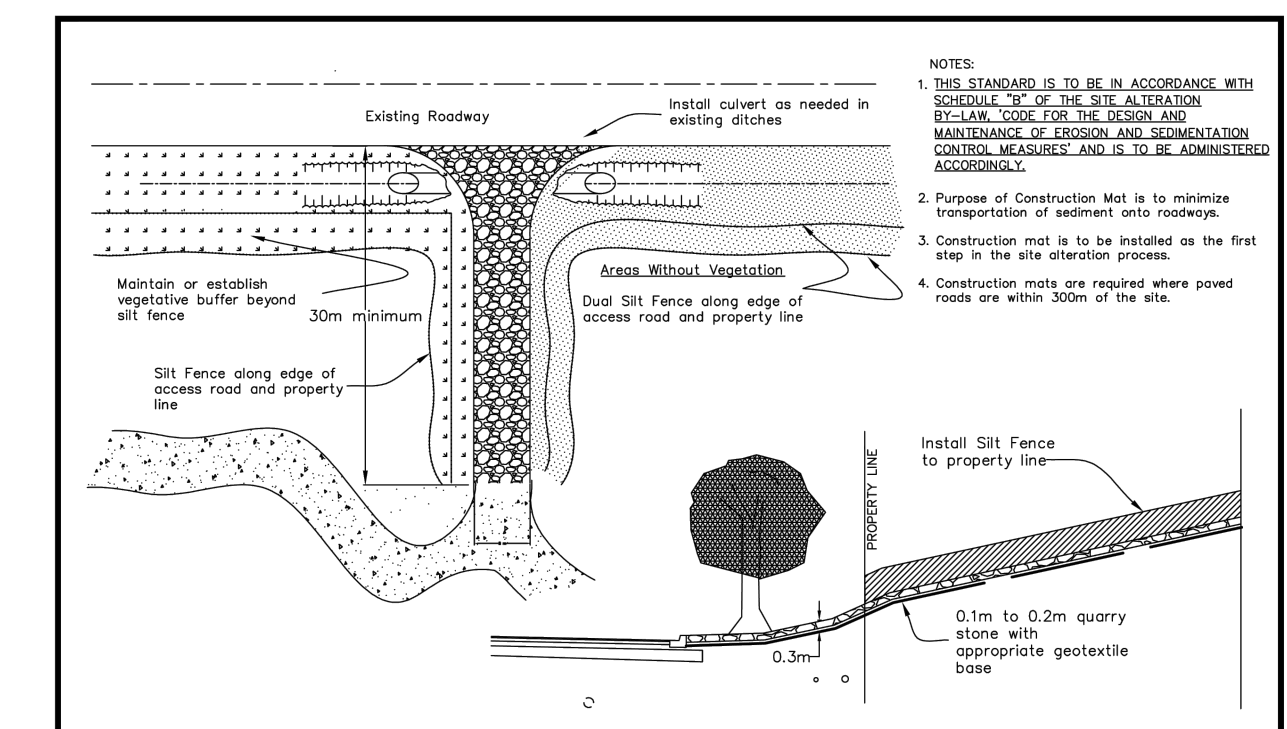 NOTES:
1. THIS STANDARD IS TO BE IN ACCORDANCE WITH
SCHEDULE "B" OF THE SITE ALTERATION
BY-LAW, 'CODE FOR THE DESIGN AND
MAINTENANCE OF EROSION AND SEDIMENTATION
CONTROL MEASURES' AND IS TO BE ADMINISTERED
ACCORDINGLY.
2. Purpose of Construction Mat is to minimize
transportation of sediment onto roadways.
3. Construction mat is to be installed as the first
step in the site alteration process.
4. Construction mats are required where paved
roads are within 300m of the site.
Existing Roadway
Install culvert as needed in
existing ditches
Maintain or establish
vegetative buffer beyond
silt fence
30m minimum
Areas Without Vegetation
Dual Silt Fence along edge of
access road and property line
Silt Fence along edge of
access road and property
line
Install Silt Fence
to property line
PROPERTY LINE
0.3m
0.1m to 0.2m quarry
stone with
appropriate geotextile
base